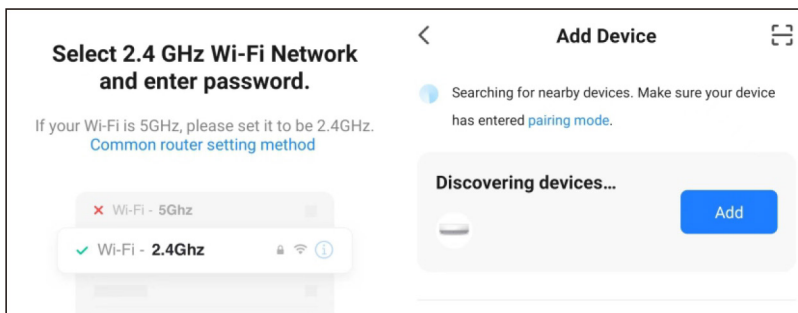 Select 2.4 GHz Wi-Fi Network
and enter password.
If your Wi-Fi is 5GHz, please set it to be 2.4GHz.
Common router setting method
Wi-Fi - 5Ghz
Wi-Fi - 2.4Ghz
Add Device
Searching for nearby devices. Make sure your device
has entered pairing mode.
Discovering devices...
Add